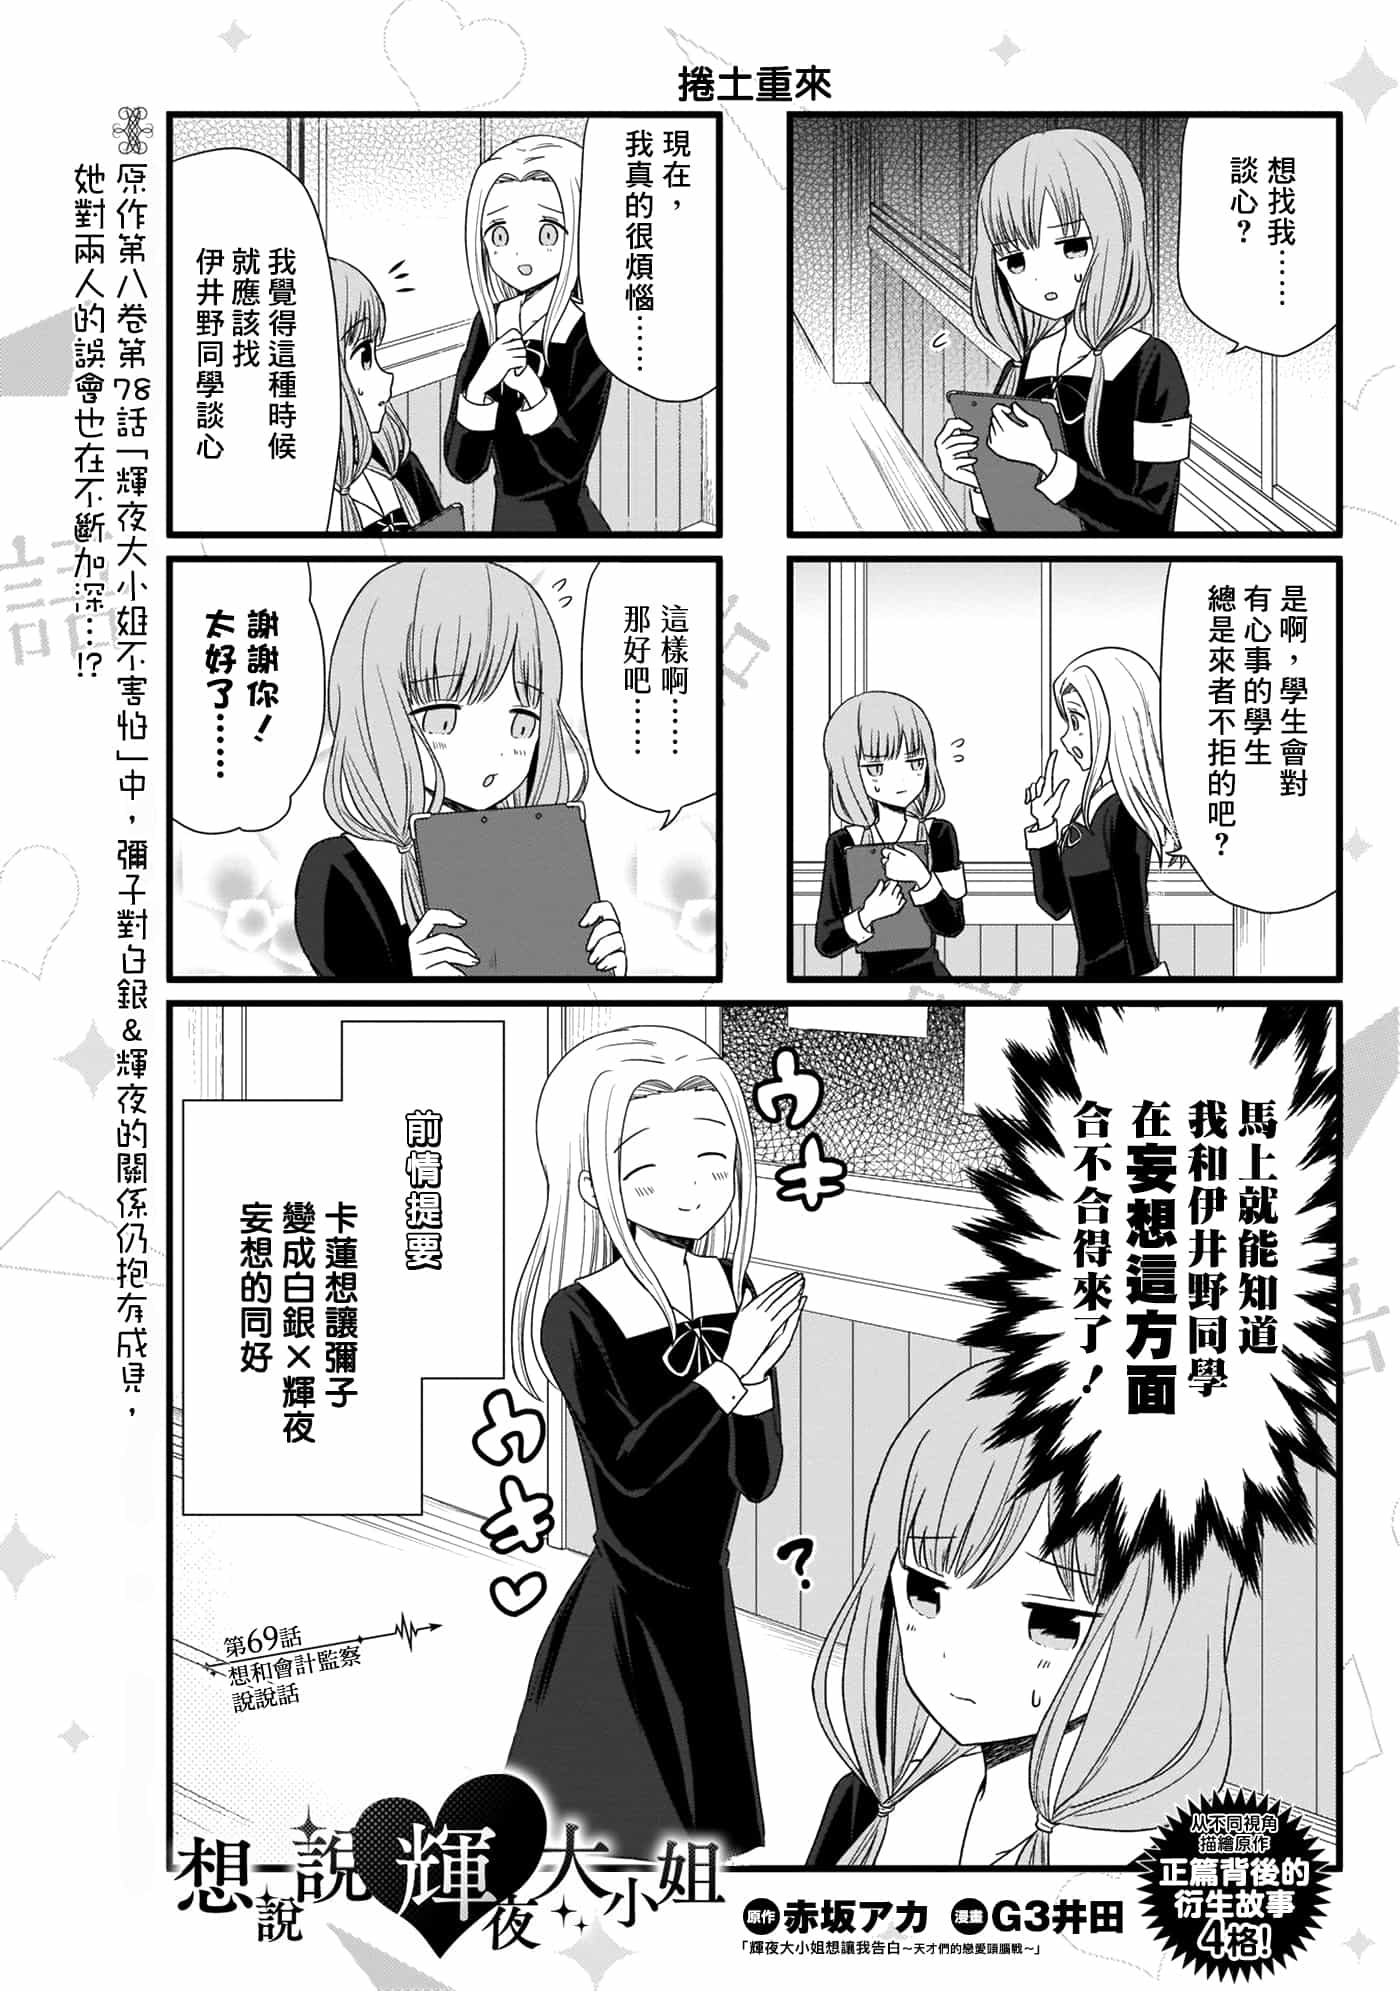 捲土重來
想找我……
談心？
現在，
我真的很煩惱……
我覺得這種時候
就應該找
伊井野同學談心
是啊，學生會對
有心事的學生
總是來者不拒的吧？
這樣啊……
那好吧……
謝謝你！
太好了……
馬上就能知道
我和伊井野同學
在妄想這方面
合不合得來了！
ウキ
ウキ♡
？
前情提要
卡蓮想讓彌子
變成白銀×輝夜
妄想的同好
第69話
想和會計監察
說說話
原作第八卷第78話「輝夜大小姐不害怕」中，彌子對白銀&輝夜的關係仍抱有成見，
她對兩人的誤會也在不斷加深…!?
想說說輝夜大小姐
原作 赤坂アカ 漫畫 G3井田
「輝夜大小姐想讓我告白~天才們的戀愛頭腦戰~」
从不同視角
描繪原作
正篇背後的
衍生故事
4格!